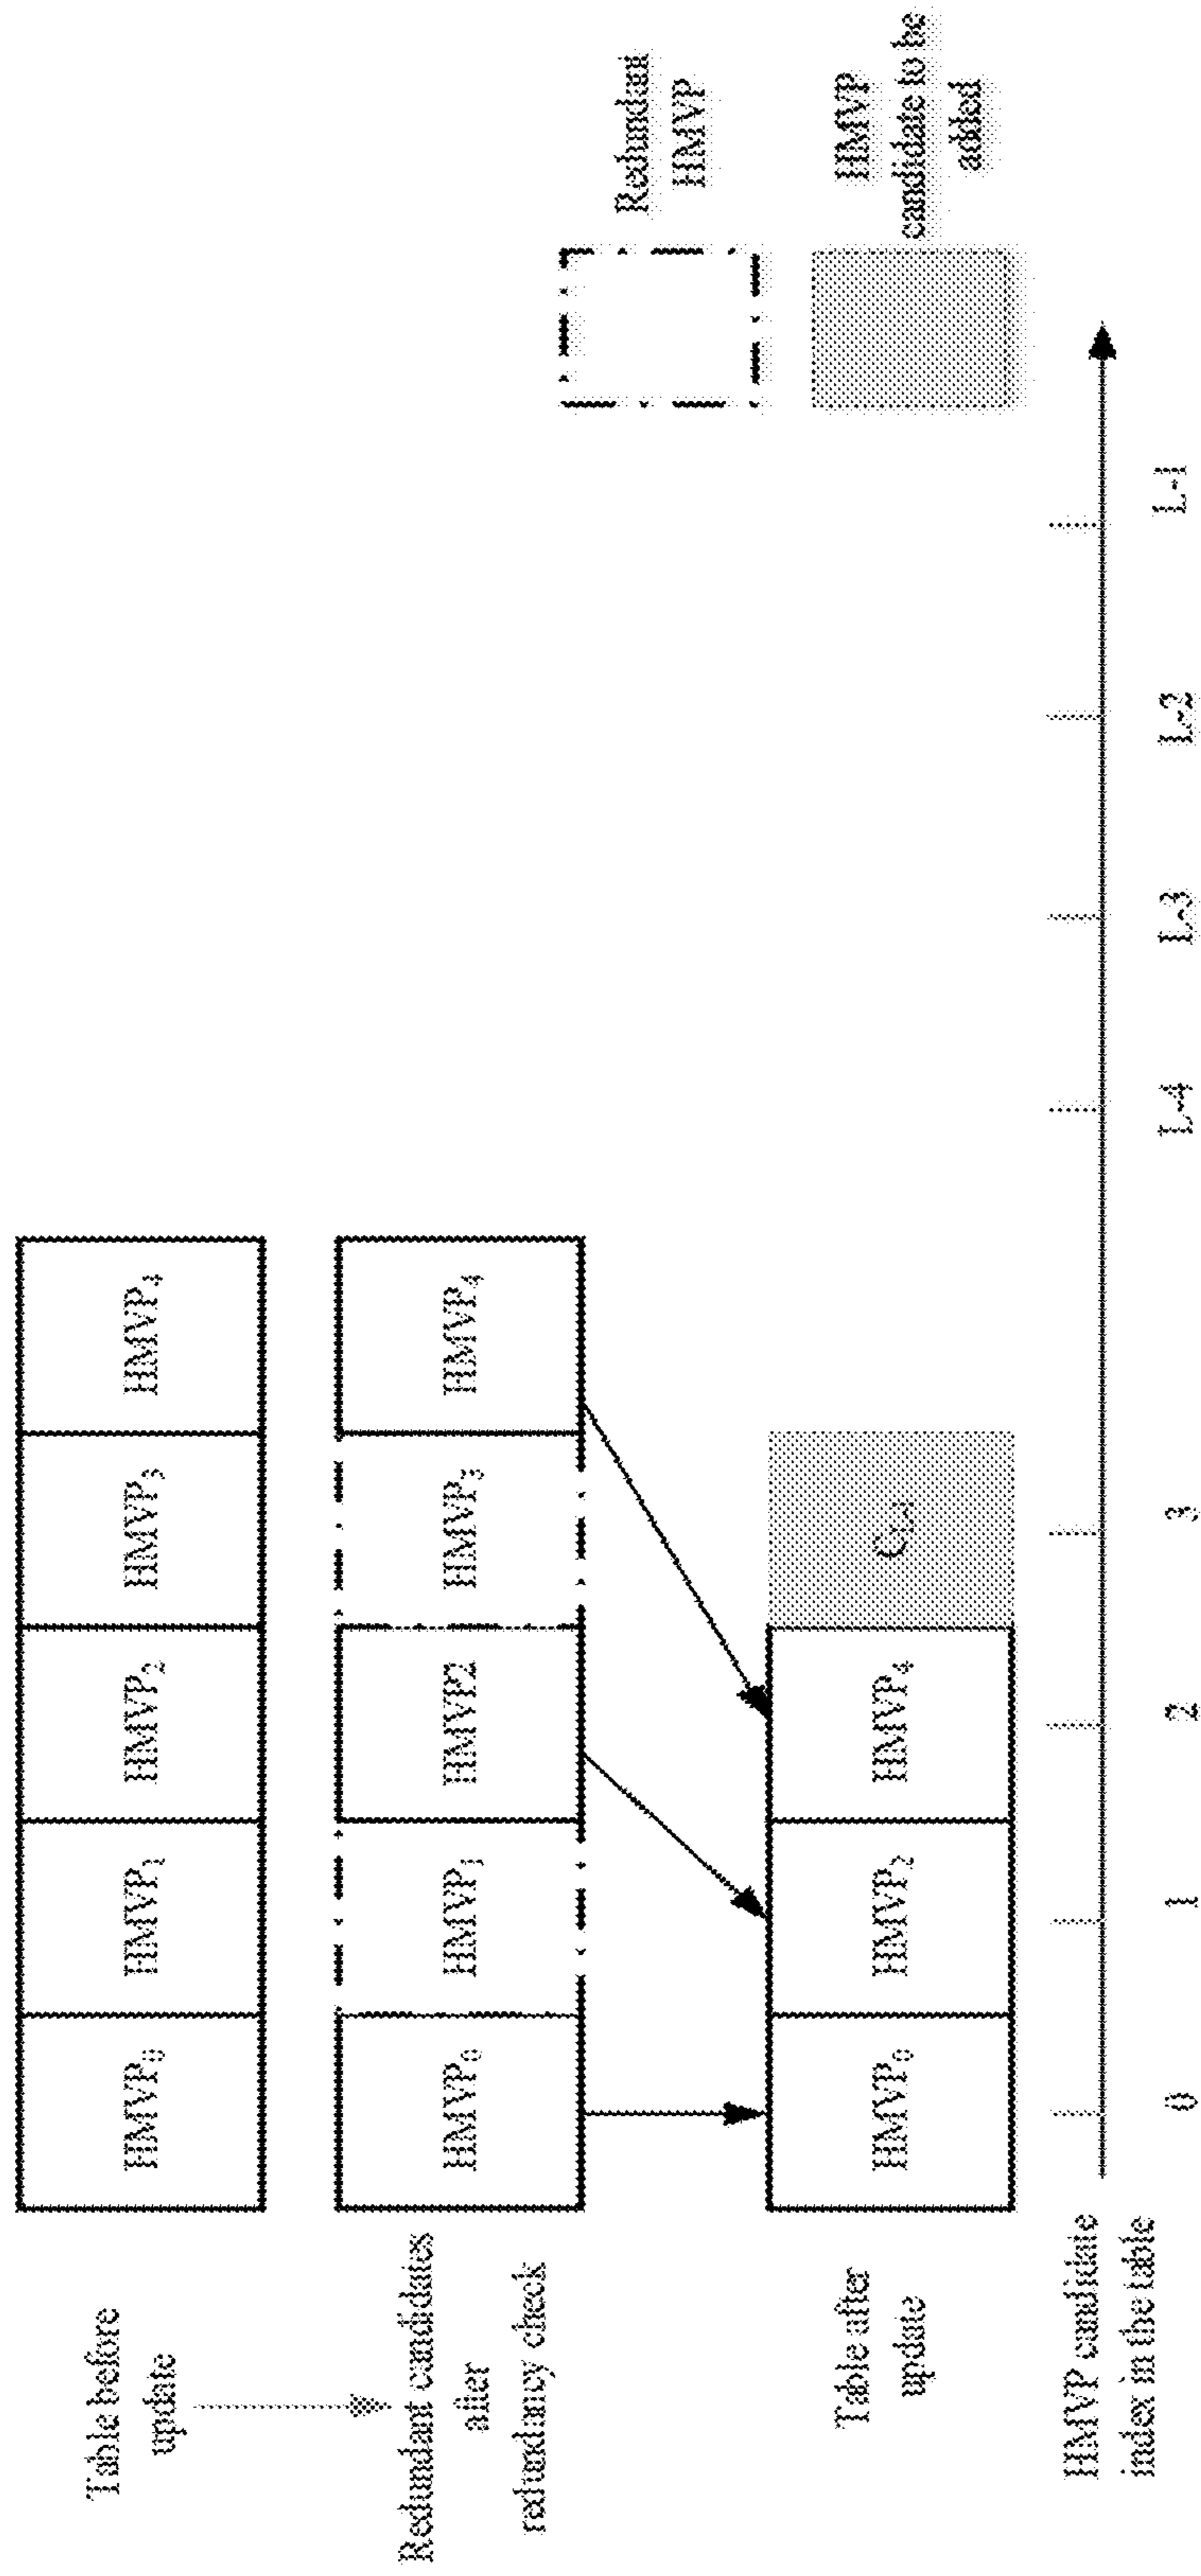 Table before
update
HMVP₀
HMVP₁
HMVP₂
HMVP₃
HMVP₄
Redundant candidates
after
redundancy check
HMVP₀
HMVP₁
HMVP2
HMVP₃
HMVP₄
Redundant
HMVP
Table after
update
HMVP₀
HMVP₂
HMVP₄
HMVP
candidate to be
added
HMVP candidate
index in the table
0
1
2
3
L-4
L-3
L-2
L-1